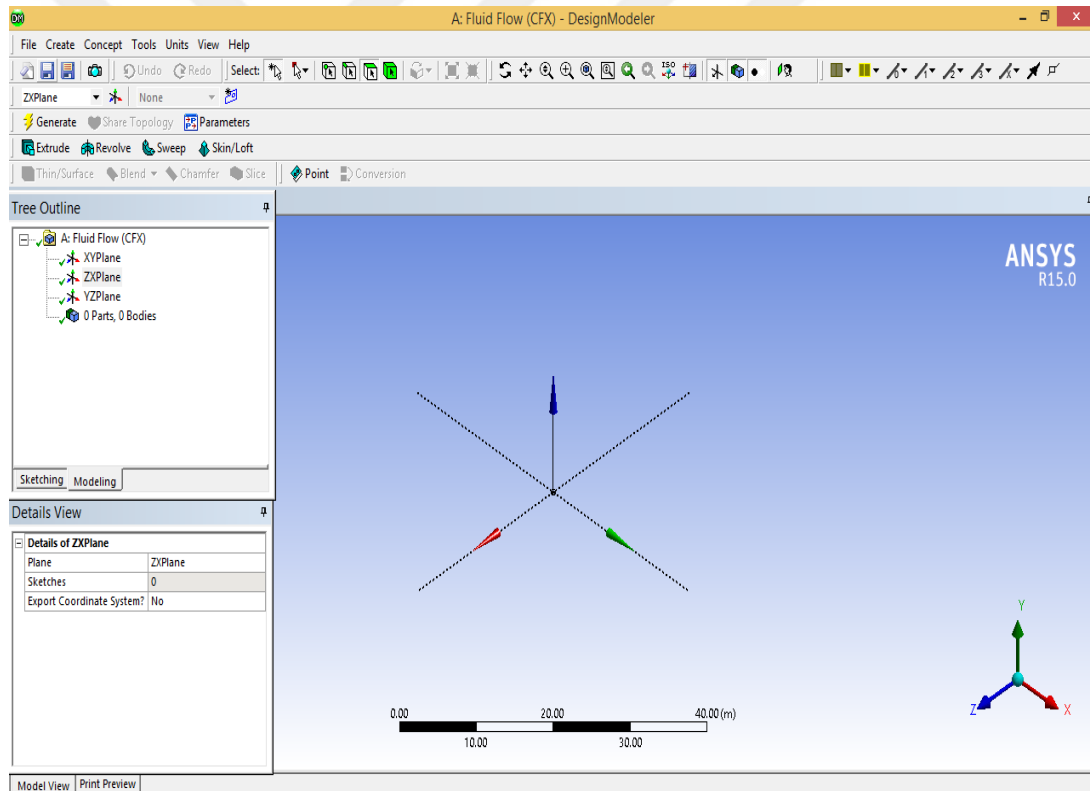 DM A: Fluid Flow (CFX) - DesignModeler
File Create Concept Tools Units View Help
Undo Redo Select: ISO
ZXPlane None
Generate Share Topology Parameters
Extrude Revolve Sweep Skin/Loft
Thin/Surface Blend Chamfer Slice Point Conversion
Tree Outline
A: Fluid Flow (CFX)
XYPlane
ZXPlane
YZPlane
0 Parts, 0 Bodies
Sketching Modeling
Details View
Details of ZXPlane
Plane ZXPlane
Sketches 0
Export Coordinate System? No
ANSYS
R15.0
0.00 20.00 40.00 (m)
10.00 30.00
Y
Z X
Model View Print Preview